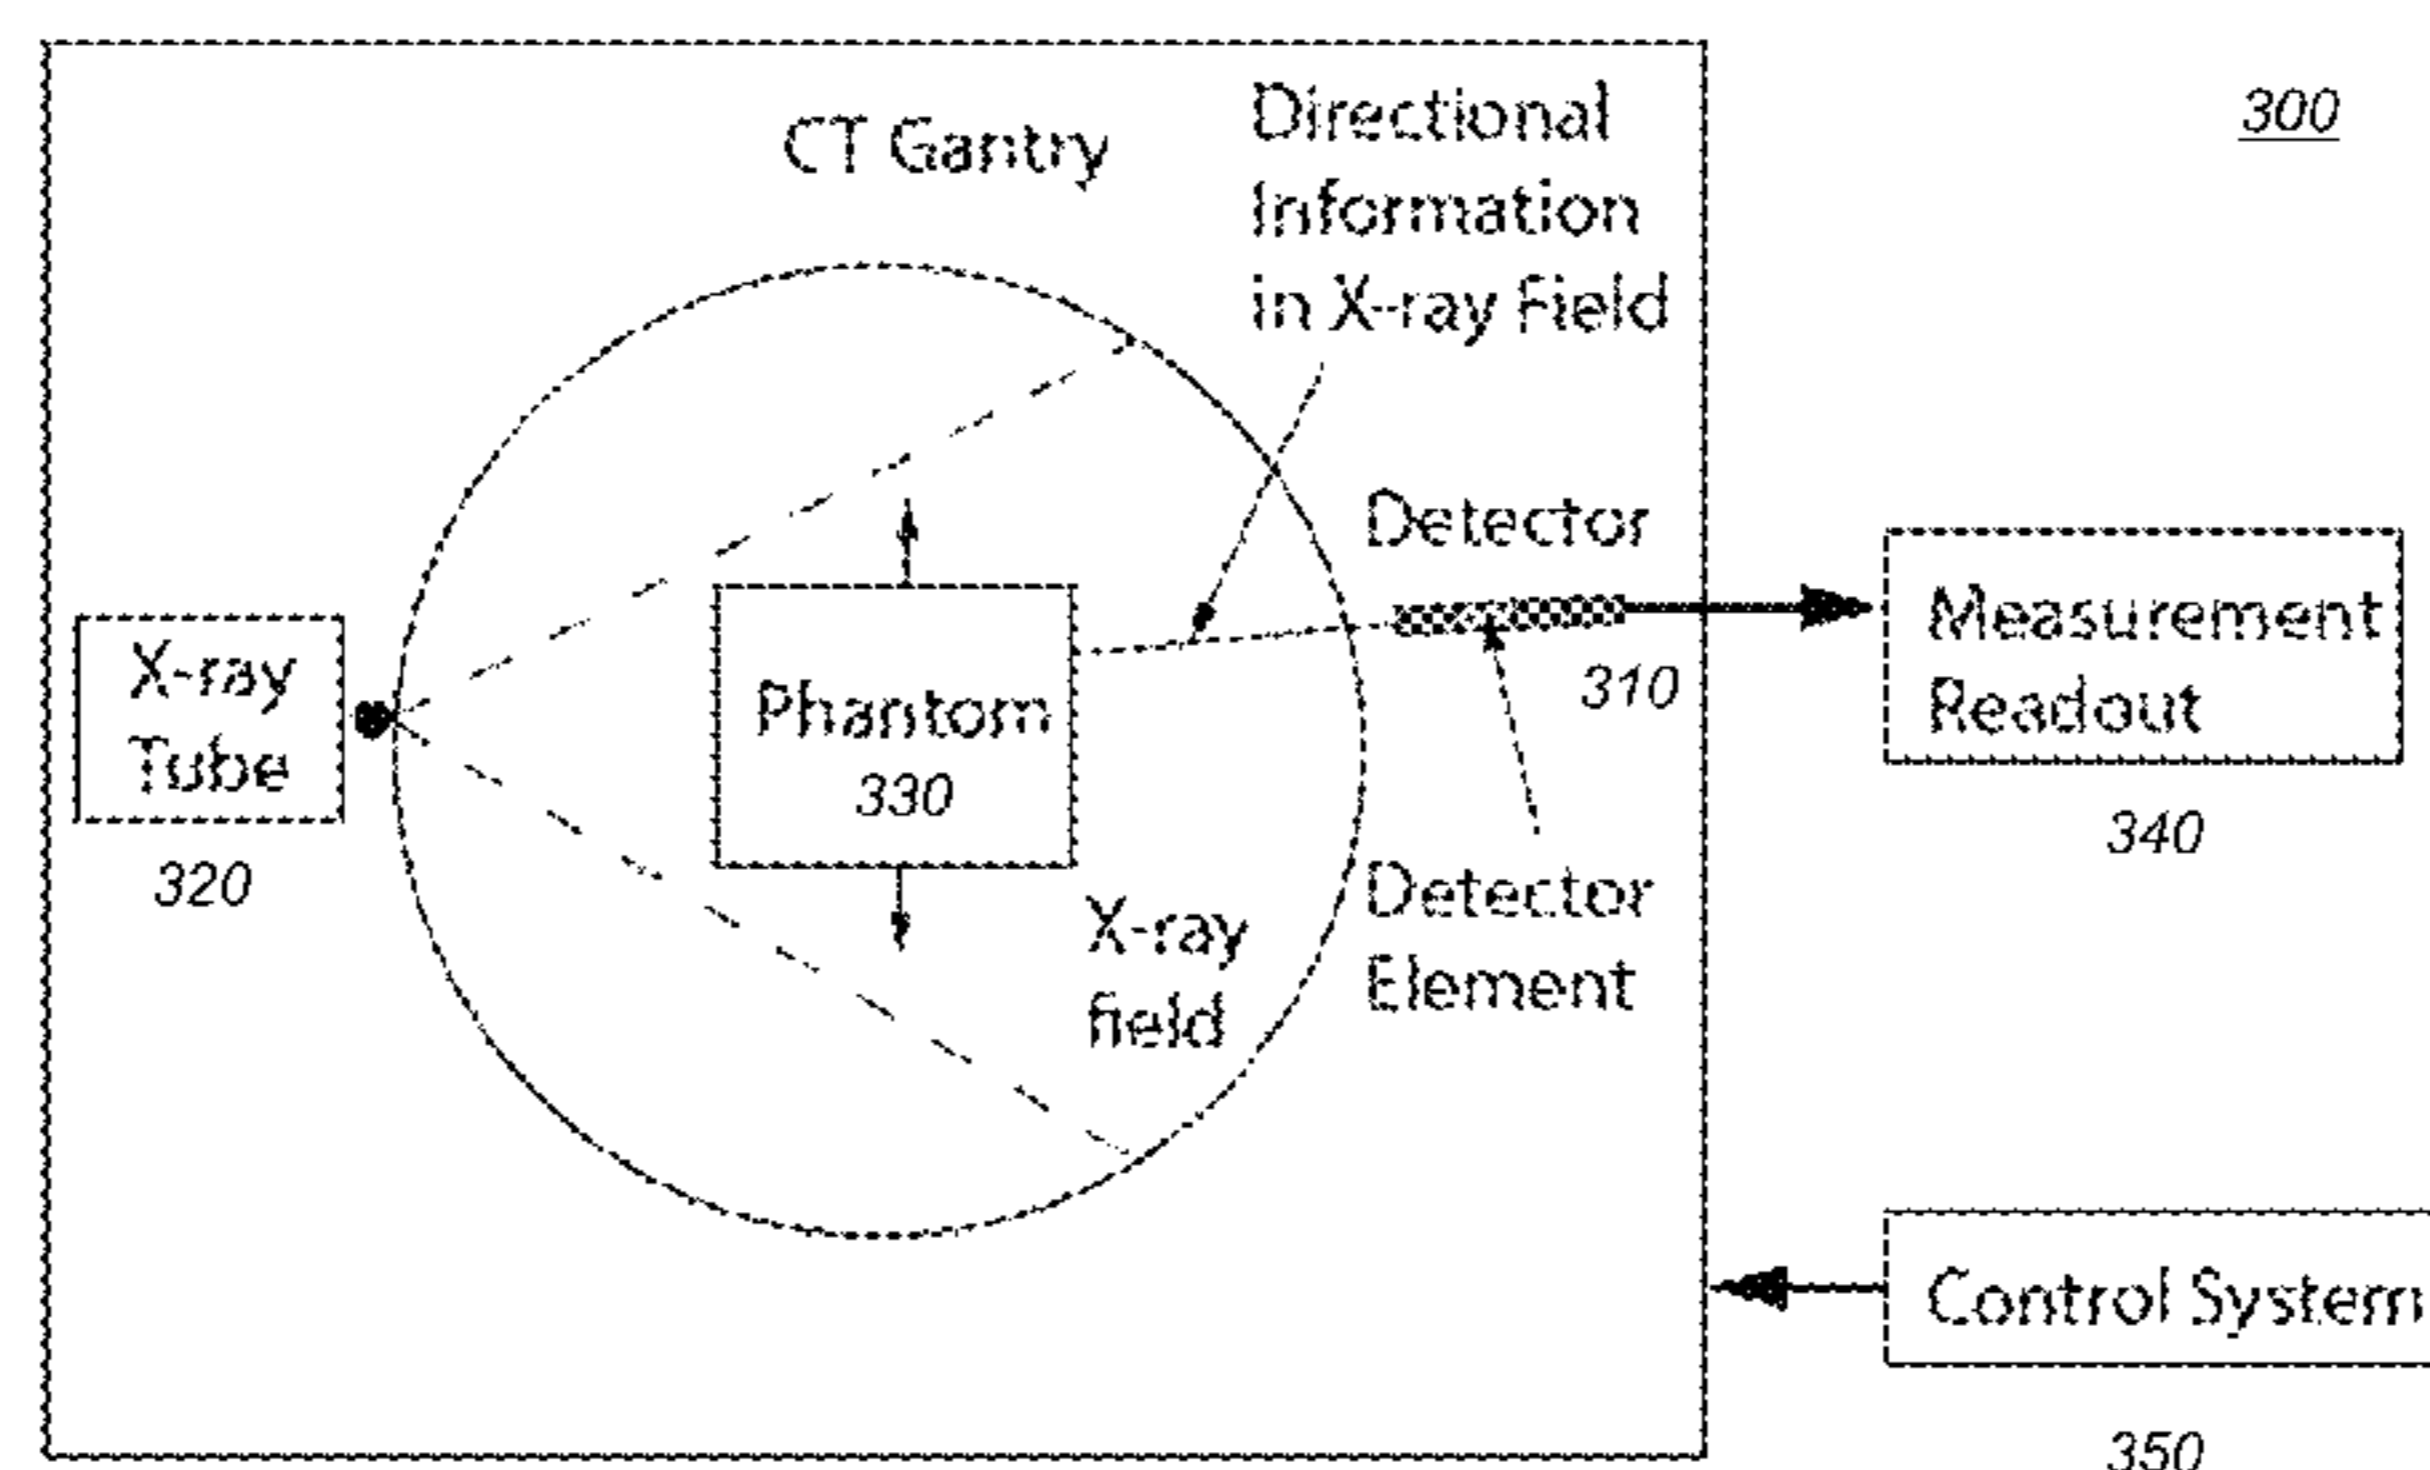 300
CT Gantry
Directional
Information
in X-ray Field
Detector
310
Measurement
Readout
340
X-ray
Tube
320
Phantom
330
X-ray
field
Detector
Element
Control System
350